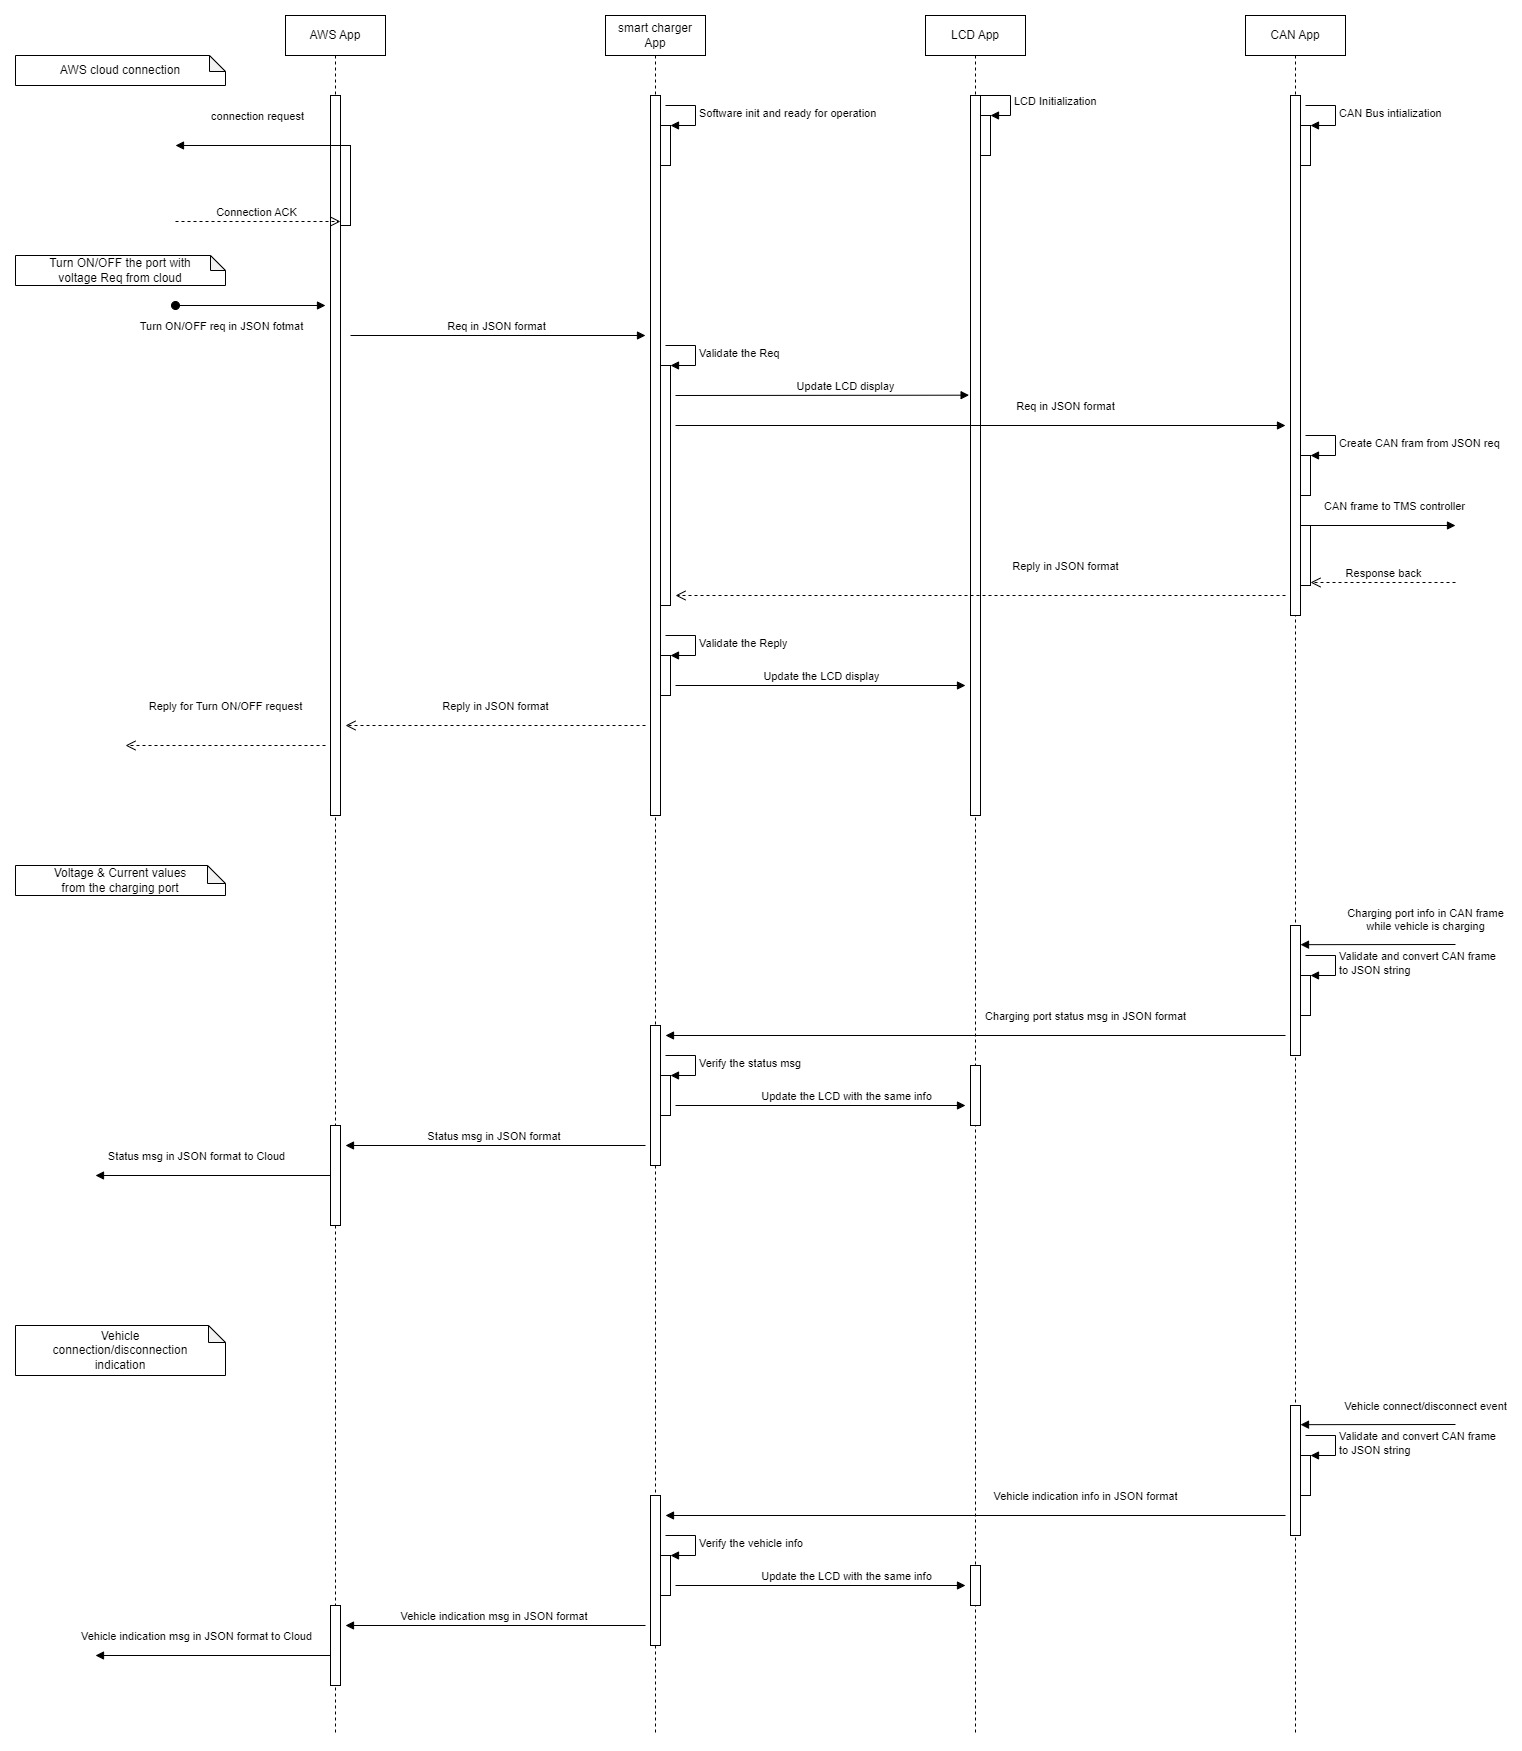 AWS App
smart charger
App
LCD App
CAN App
AWS cloud connection
connection request
Software init and ready for operation
LCD Initialization
CAN Bus intialization
Connection ACK
Turn ON/OFF the port with
voltage Req from cloud
Turn ON/OFF req in JSON fotmat
Req in JSON format
Validate the Req
Update LCD display
Req in JSON format
Create CAN fram from JSON req
CAN frame to TMS controller
Reply in JSON format
Response back
Validate the Reply
Update the LCD display
Reply for Turn ON/OFF request
Reply in JSON format
Voltage & Current values
from the charging port
Charging port info in CAN frame
while vehicle is charging
Validate and convert CAN frame
to JSON string
Charging port status msg in JSON format
Verify the status msg
Update the LCD with the same info
Status msg in JSON format
Status msg in JSON format to Cloud
Vehicle
connection/disconnection
indication
Vehicle connect/disconnect event
Validate and convert CAN frame
to JSON string
Vehicle indication info in JSON format
Verify the vehicle info
Update the LCD with the same info
Vehicle indication msg in JSON format
Vehicle indication msg in JSON format to Cloud